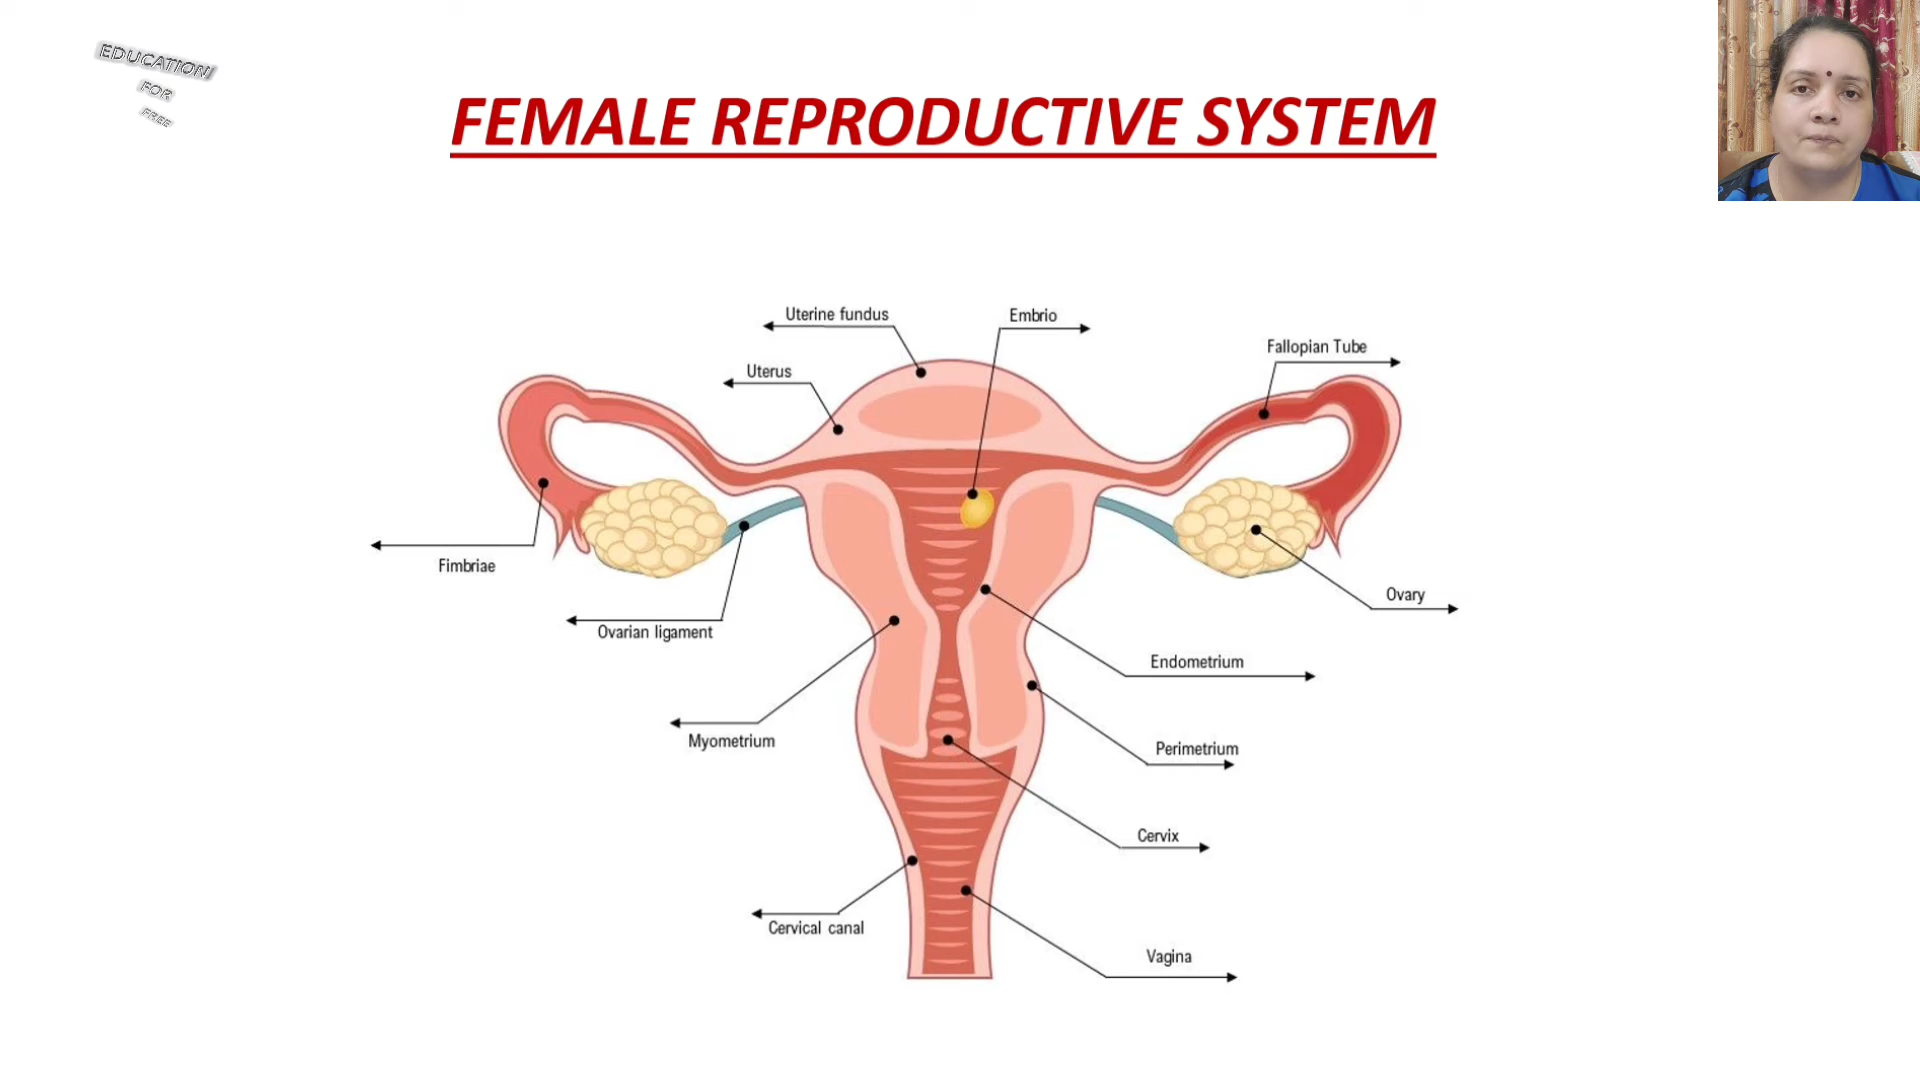 EDUCATION
FOR
FREE
FEMALE REPRODUCTIVE SYSTEM
Uterine fundus
Embrio
Fallopian Tube
Uterus
Fimbriae
Ovary
Ovarian ligament
Endometrium
Myometrium
Perimetrium
Cervix
Cervical canal
Vagina